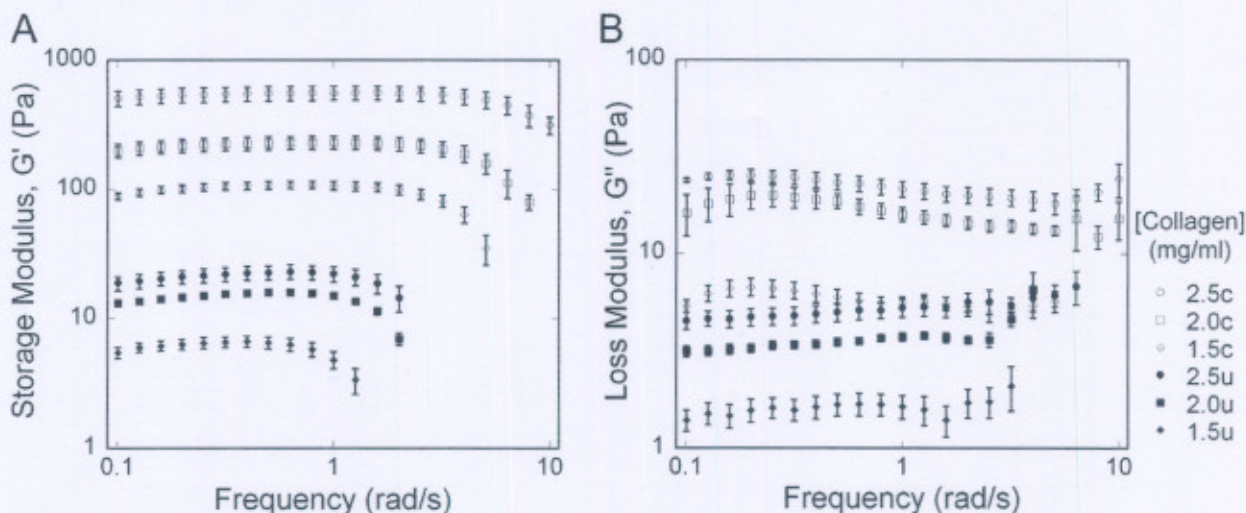 A
B
1000
100
10
1
Storage Modulus, G' (Pa)
0.1
1
10
Frequency (rad/s)
100
10
1
Loss Modulus, G'' (Pa)
0.1
1
10
Frequency (rad/s)
[Collagen]
(mg/ml)
2.5c
2.0c
1.5c
2.5u
2.0u
1.5u